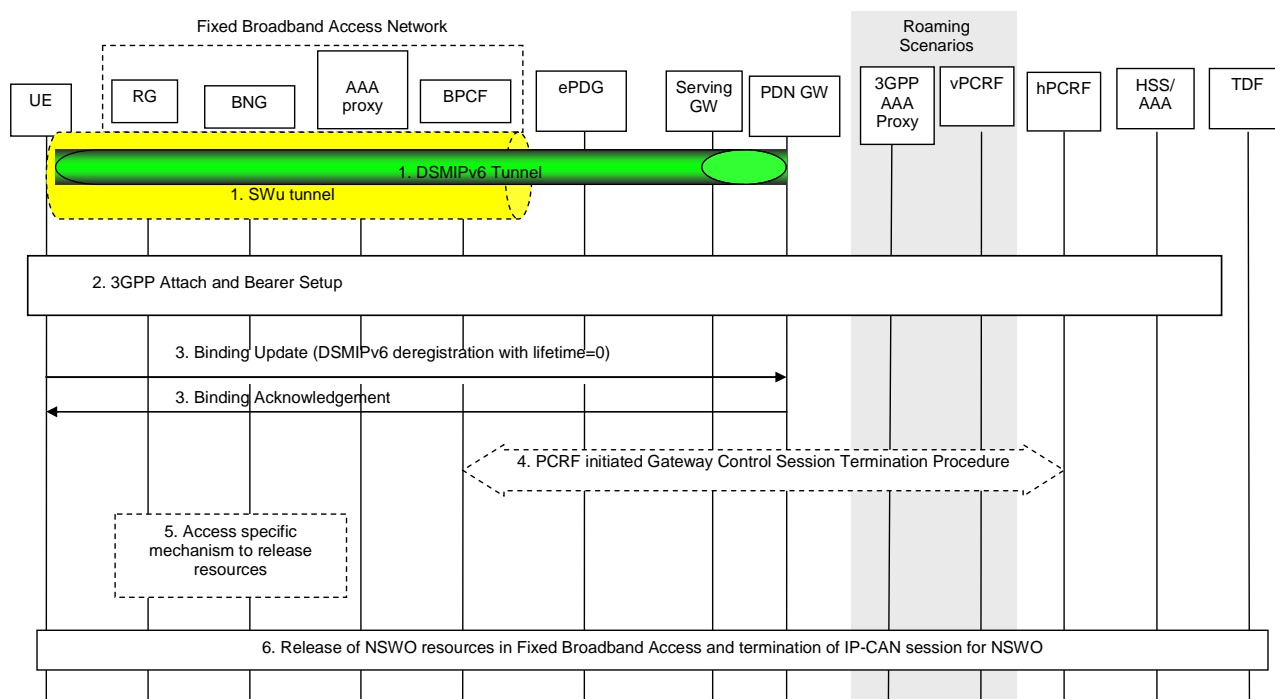 Fixed Broadband Access Network
Roaming
Scenarios
UE
RG
BNG
AAA
proxy
BPCF
ePDG
Serving
GW
PDN GW
3GPP
AAA
Proxy
vPCRF
hPCRF
HSS/
AAA
TDF
1. DSMIPv6 Tunnel
1. SWu tunnel
2. 3GPP Attach and Bearer Setup
3. Binding Update (DSMIPv6 deregistration with lifetime=0)
3. Binding Acknowledgement
4. PCRF initiated Gateway Control Session Termination Procedure
5. Access specific
mechanism to release
resources
6. Release of NSWO resources in Fixed Broadband Access and termination of IP-CAN session for NSWO